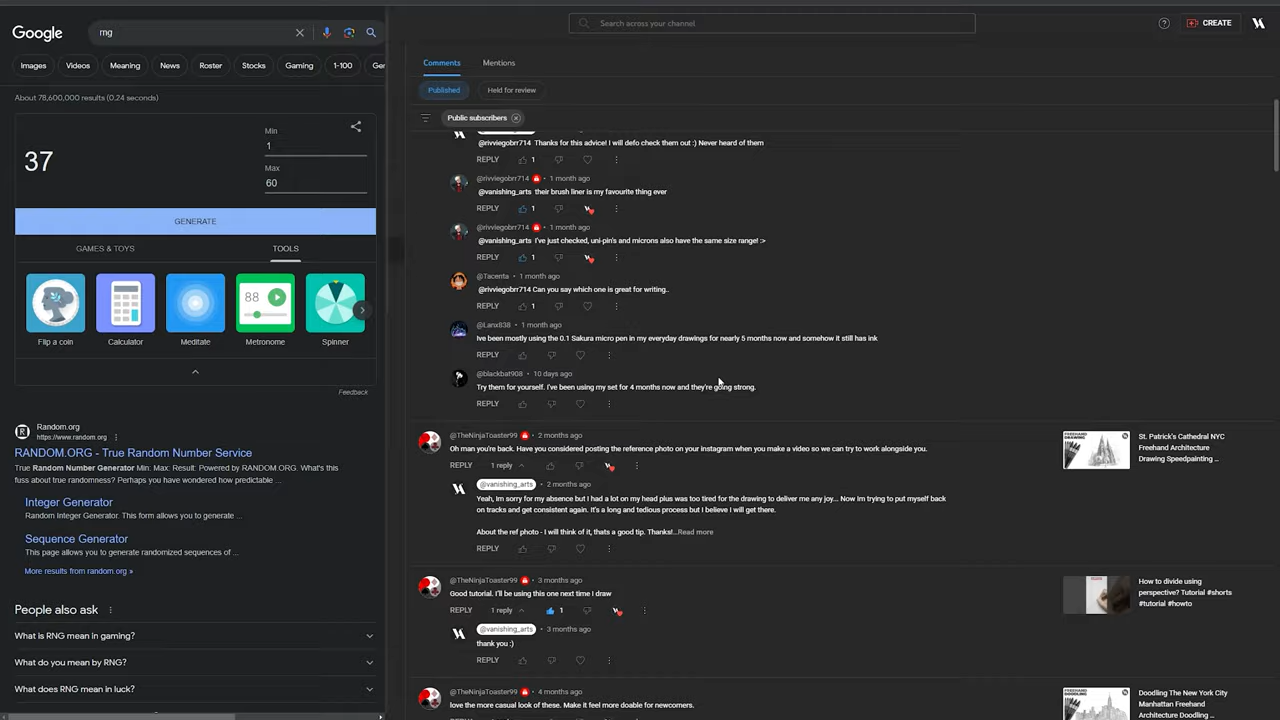 Google
rng
Images
Videos
Meaning
News
Roster
Stocks
Gaming
1-100
Ger
About 78,600,000 results (0.24 seconds)
37
Min
1
Max
60
GENERATE
GAMES & TOYS
TOOLS
88
Flip a coin
Calculator
Meditate
Metronome
Spinner
Feedback
Random.org
https://www.random.org
RANDOM.ORG - True Random Number Service
True Random Number Generator Min: Max: Result: Powered by RANDOM.ORG. What's this
fuss about true randomness? Perhaps you have wondered how predictable ...
Integer Generator
Random Integer Generator. This form allows you to generate ...
Sequence Generator
This page allows you to generate randomized sequences of ...
More results from random.org »
People also ask
What is RNG mean in gaming?
What do you mean by RNG?
What does RNG mean in luck?
Search across your channel
CREATE
Comments
Mentions
Published
Held for review
Public subscribers
@rivviegobrr714 Thanks for this advice! I will defo check them out :) Never heard of them
REPLY 1
@rivviegobrr714 • 1 month ago
@vanishing_arts their brush liner is my favourite thing ever
REPLY 1
@rivviegobrr714 • 1 month ago
@vanishing_arts I've just checked, uni-pin's and microns also have the same size range! :>
REPLY 1
@Tacenta • 1 month ago
@rivviegobrr714 Can you say which one is great for writing..
REPLY 1
@Lanx838 • 1 month ago
Ive been mostly using the 0.1 Sakura micro pen in my everyday drawings for nearly 5 months now and somehow it still has ink
REPLY
@blackbat908 • 10 days ago
Try them for yourself. I've been using my set for 4 months now and they're going strong.
REPLY
@TheNinjaToaster99 • 2 months ago
Oh man you're back. Have you considered posting the reference photo on your instagram when you make a video so we can try to work alongside you.
REPLY 1 reply
St. Patrick's Cathedral NYC
Freehand Architecture
Drawing Speedpainting ...
@vanishing_arts • 2 months ago
Yeah, Im sorry for my absence but I had a lot on my head plus was too tired for the drawing to deliver me any joy... Now Im trying to put myself back
on tracks and get consistent again. It's a long and tedious process but I believe I will get there.
About the ref photo - I will think of it, thats a good tip. Thanks!...Read more
REPLY
@TheNinjaToaster99 • 3 months ago
Good tutorial. I'll be using this one next time I draw
REPLY 1 reply 1
How to divide using
perspective? Tutorial #shorts
#tutorial #howto
@vanishing_arts • 3 months ago
thank you :)
REPLY
@TheNinjaToaster99 • 4 months ago
love the more casual look of these. Make it feel more doable for newcomers.
Doodling The New York City
Manhattan Freehand
Architecture Doodling ...